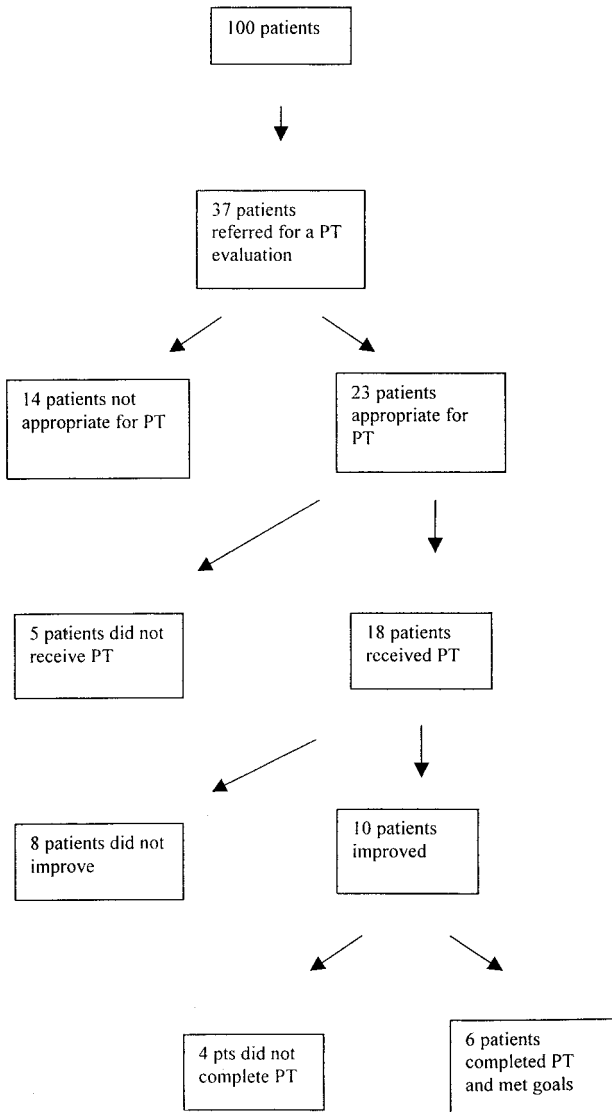 100 patients
37 patients
referred for a PT
evaluation
14 patients not
appropriate for PT
23 patients
appropriate for
PT
5 patients did not
receive PT
18 patients
received PT
8 patients did not
improve
10 patients
improved
4 pts did not
complete PT
6 patients
completed PT
and met goals